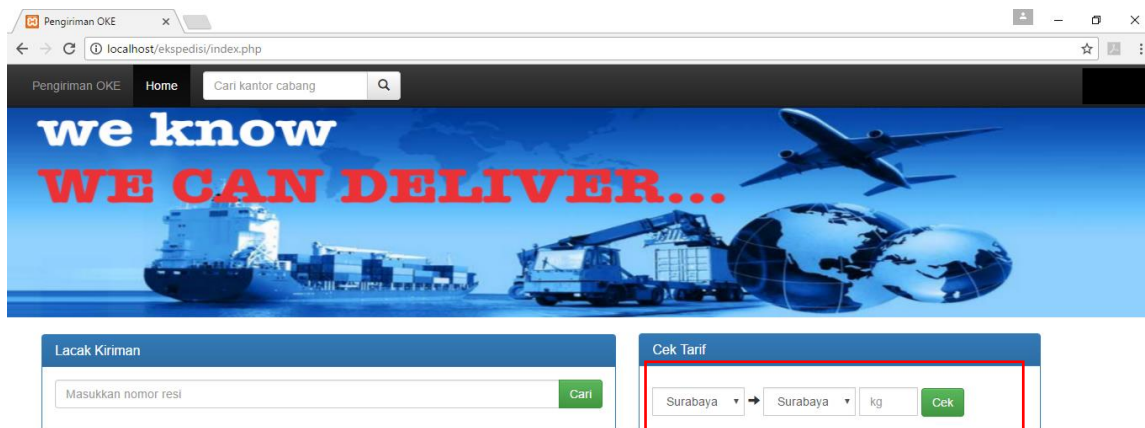 Pengiriman OKE
localhost/ekspedisi/index.php
Pengiriman OKE Home Cari kantor cabang
we know
WE CAN DELIVER...
Lacak Kiriman
Masukkan nomor resi Cari
Cek Tarif
Surabaya Surabaya kg Cek